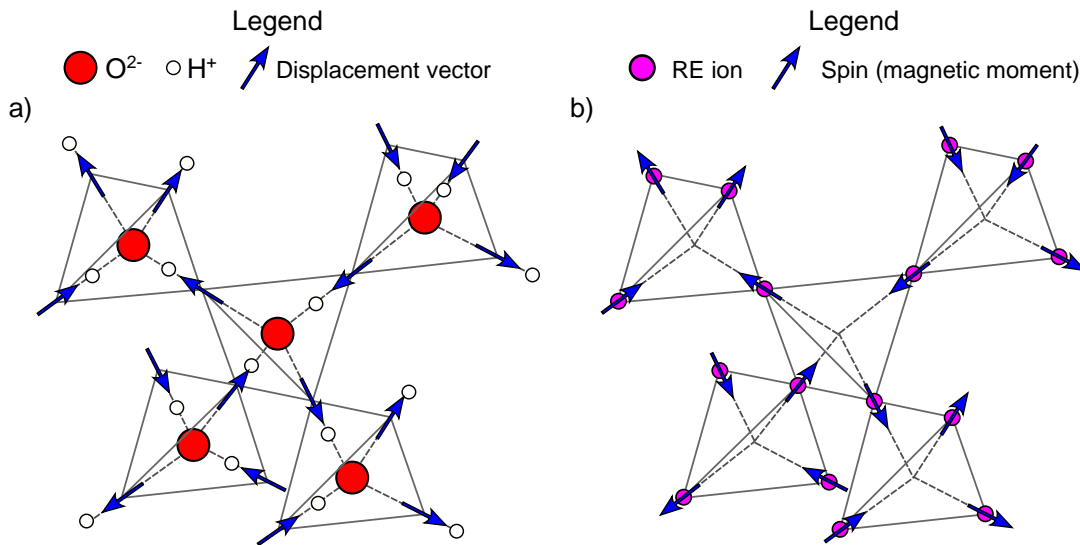 Legend
O²⁻ H⁺ Displacement vector
a)
Legend
RE ion Spin (magnetic moment)
b)